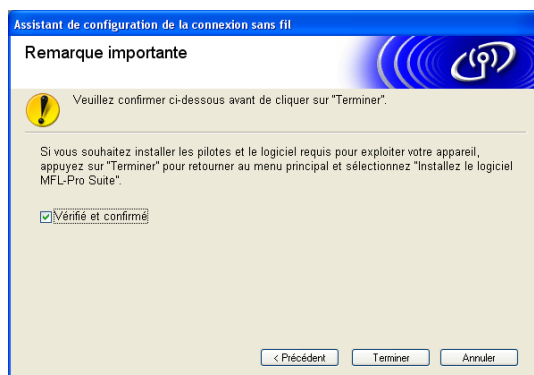 Assistant de configuration de la connexion sans fil
Remarque importante
Veuillez confirmer ci-dessous avant de cliquer sur "Terminer".
Si vous souhaitez installer les pilotes et le logiciel requis pour exploiter votre appareil,
appuyez sur "Terminer" pour retourner au menu principal et sélectionnez "Installez le logiciel
MFL-Pro Suite".
Vérifié et confirmé
< Précédent Terminer Annuler